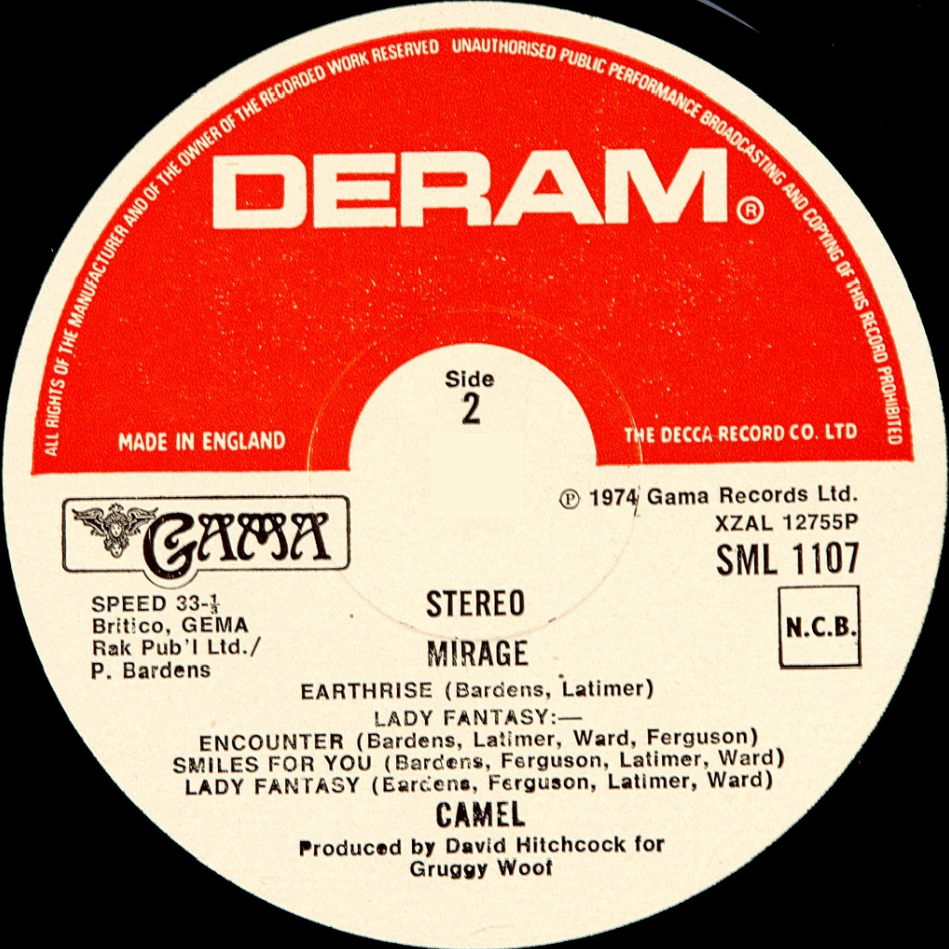 ALL RIGHTS OF THE MANUFACTURER AND OF THE OWNER OF THE RECORDED WORK RESERVED UNAUTHORISED PUBLIC PERFORMANCE BROADCASTING AND COPYING OF THIS RECORD PROHIBITED
DERAM®
Side
2
MADE IN ENGLAND
THE DECCA RECORD CO. LTD
GAMA
℗ 1974 Gama Records Ltd.
XZAL 12755P
SML 1107
SPEED 33-⅓
Britico, GEMA
Rak Pub'l Ltd./
P. Bardens
N.C.B.
STEREO
MIRAGE
EARTHRISE (Bardens, Latimer)
LADY FANTASY:—
ENCOUNTER (Bardens, Latimer, Ward, Ferguson)
SMILES FOR YOU (Bardens, Ferguson, Latimer, Ward)
LADY FANTASY (Bardens, Ferguson, Latimer, Ward)
CAMEL
Produced by David Hitchcock for
Gruggy Woof